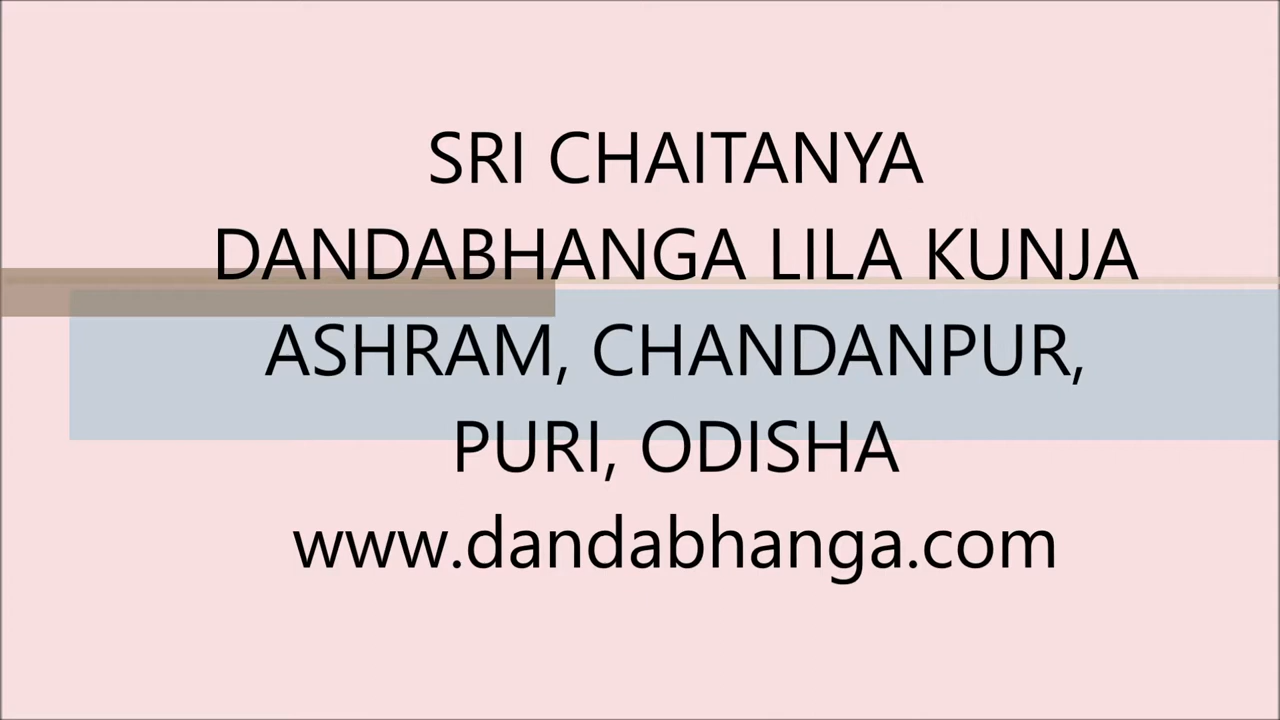 SRI CHAITANYA
DANDABHANGA LILA KUNJA
ASHRAM, CHANDANPUR,
PURI, ODISHA
www.dandabhanga.com